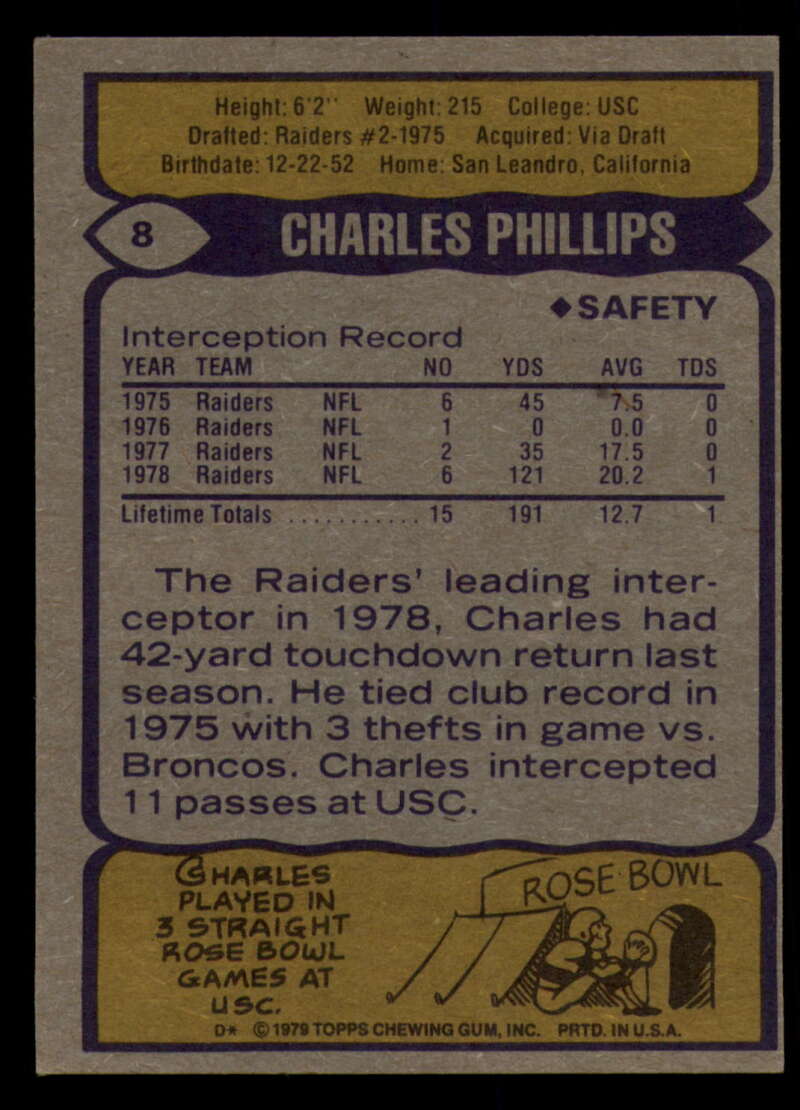 Height: 6'2" Weight: 215 College: USC
Drafted: Raiders #2-1975 Acquired: Via Draft
Birthdate: 12-22-52 Home: San Leandro, California
8 CHARLES PHILLIPS
◆SAFETY
Interception Record
YEAR TEAM NO YDS AVG TDS
1975 Raiders NFL 6 45 7.5 0
1976 Raiders NFL 1 0 0.0 0
1977 Raiders NFL 2 35 17.5 0
1978 Raiders NFL 6 121 20.2 1
Lifetime Totals ........... 15 191 12.7 1
The Raiders' leading inter-
ceptor in 1978, Charles had
42-yard touchdown return last
season. He tied club record in
1975 with 3 thefts in game vs.
Broncos. Charles intercepted
11 passes at USC.
CHARLES
PLAYED IN
3 STRAIGHT
ROSE BOWL
GAMES AT
USC.
ROSE BOWL
D* © 1979 TOPPS CHEWING GUM, INC. PRTD. IN U.S.A.